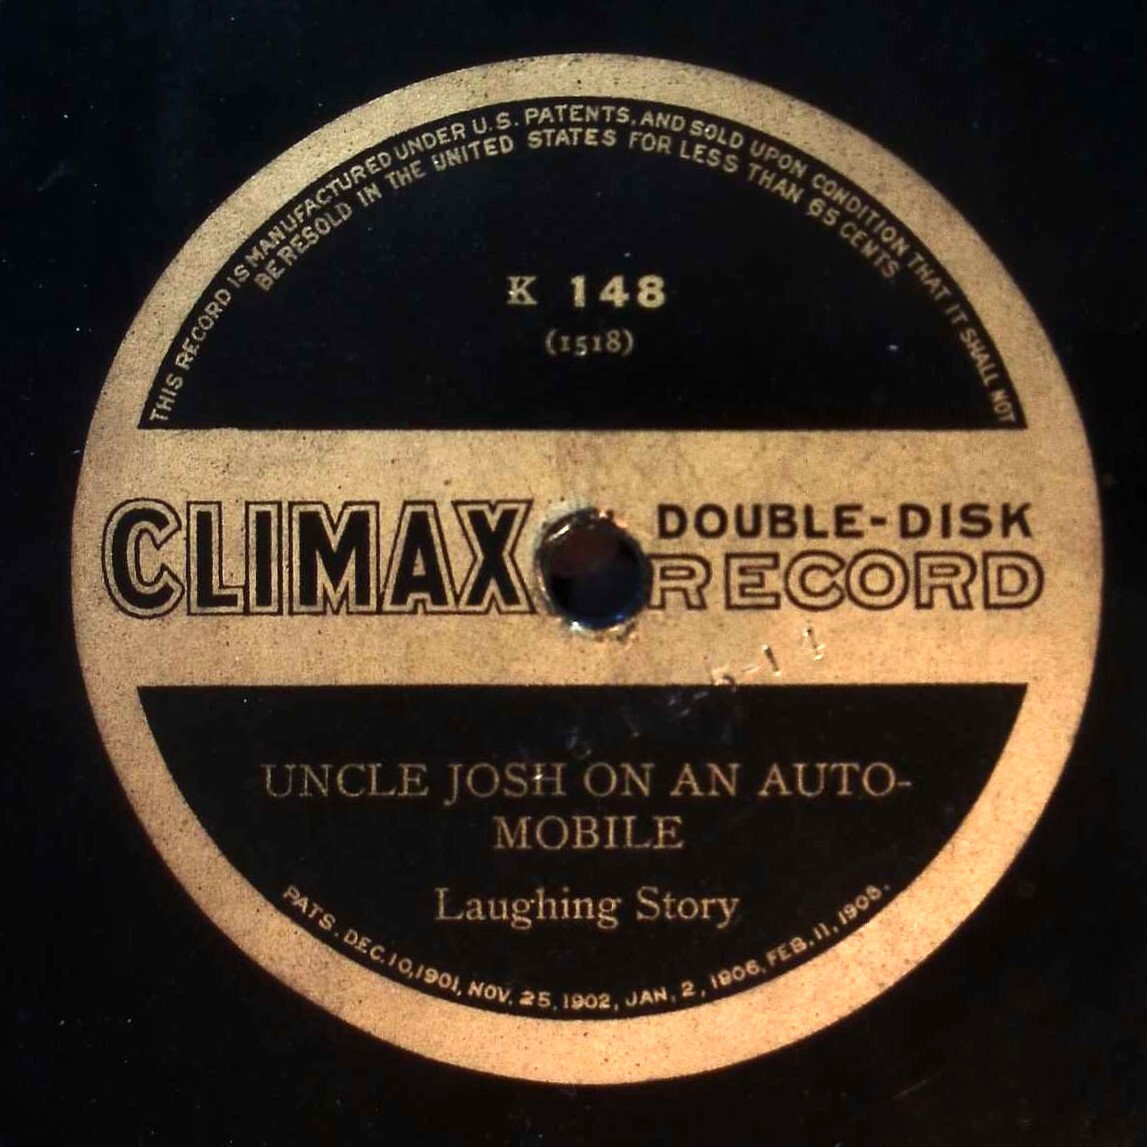 THIS RECORD IS MANUFACTURED UNDER U.S. PATENTS, AND SOLD UPON CONDITION THAT IT SHALL NOT
BE RESOLD IN THE UNITED STATES FOR LESS THAN 65 CENTS
K 148
(1518)
CLIMAX DOUBLE-DISK
RECORD
5-11
UNCLE JOSH ON AN AUTO-
MOBILE
Laughing Story
PATS. DEC.10,1901, NOV. 25, 1902, JAN. 2, 1906, FEB. 11, 1908.